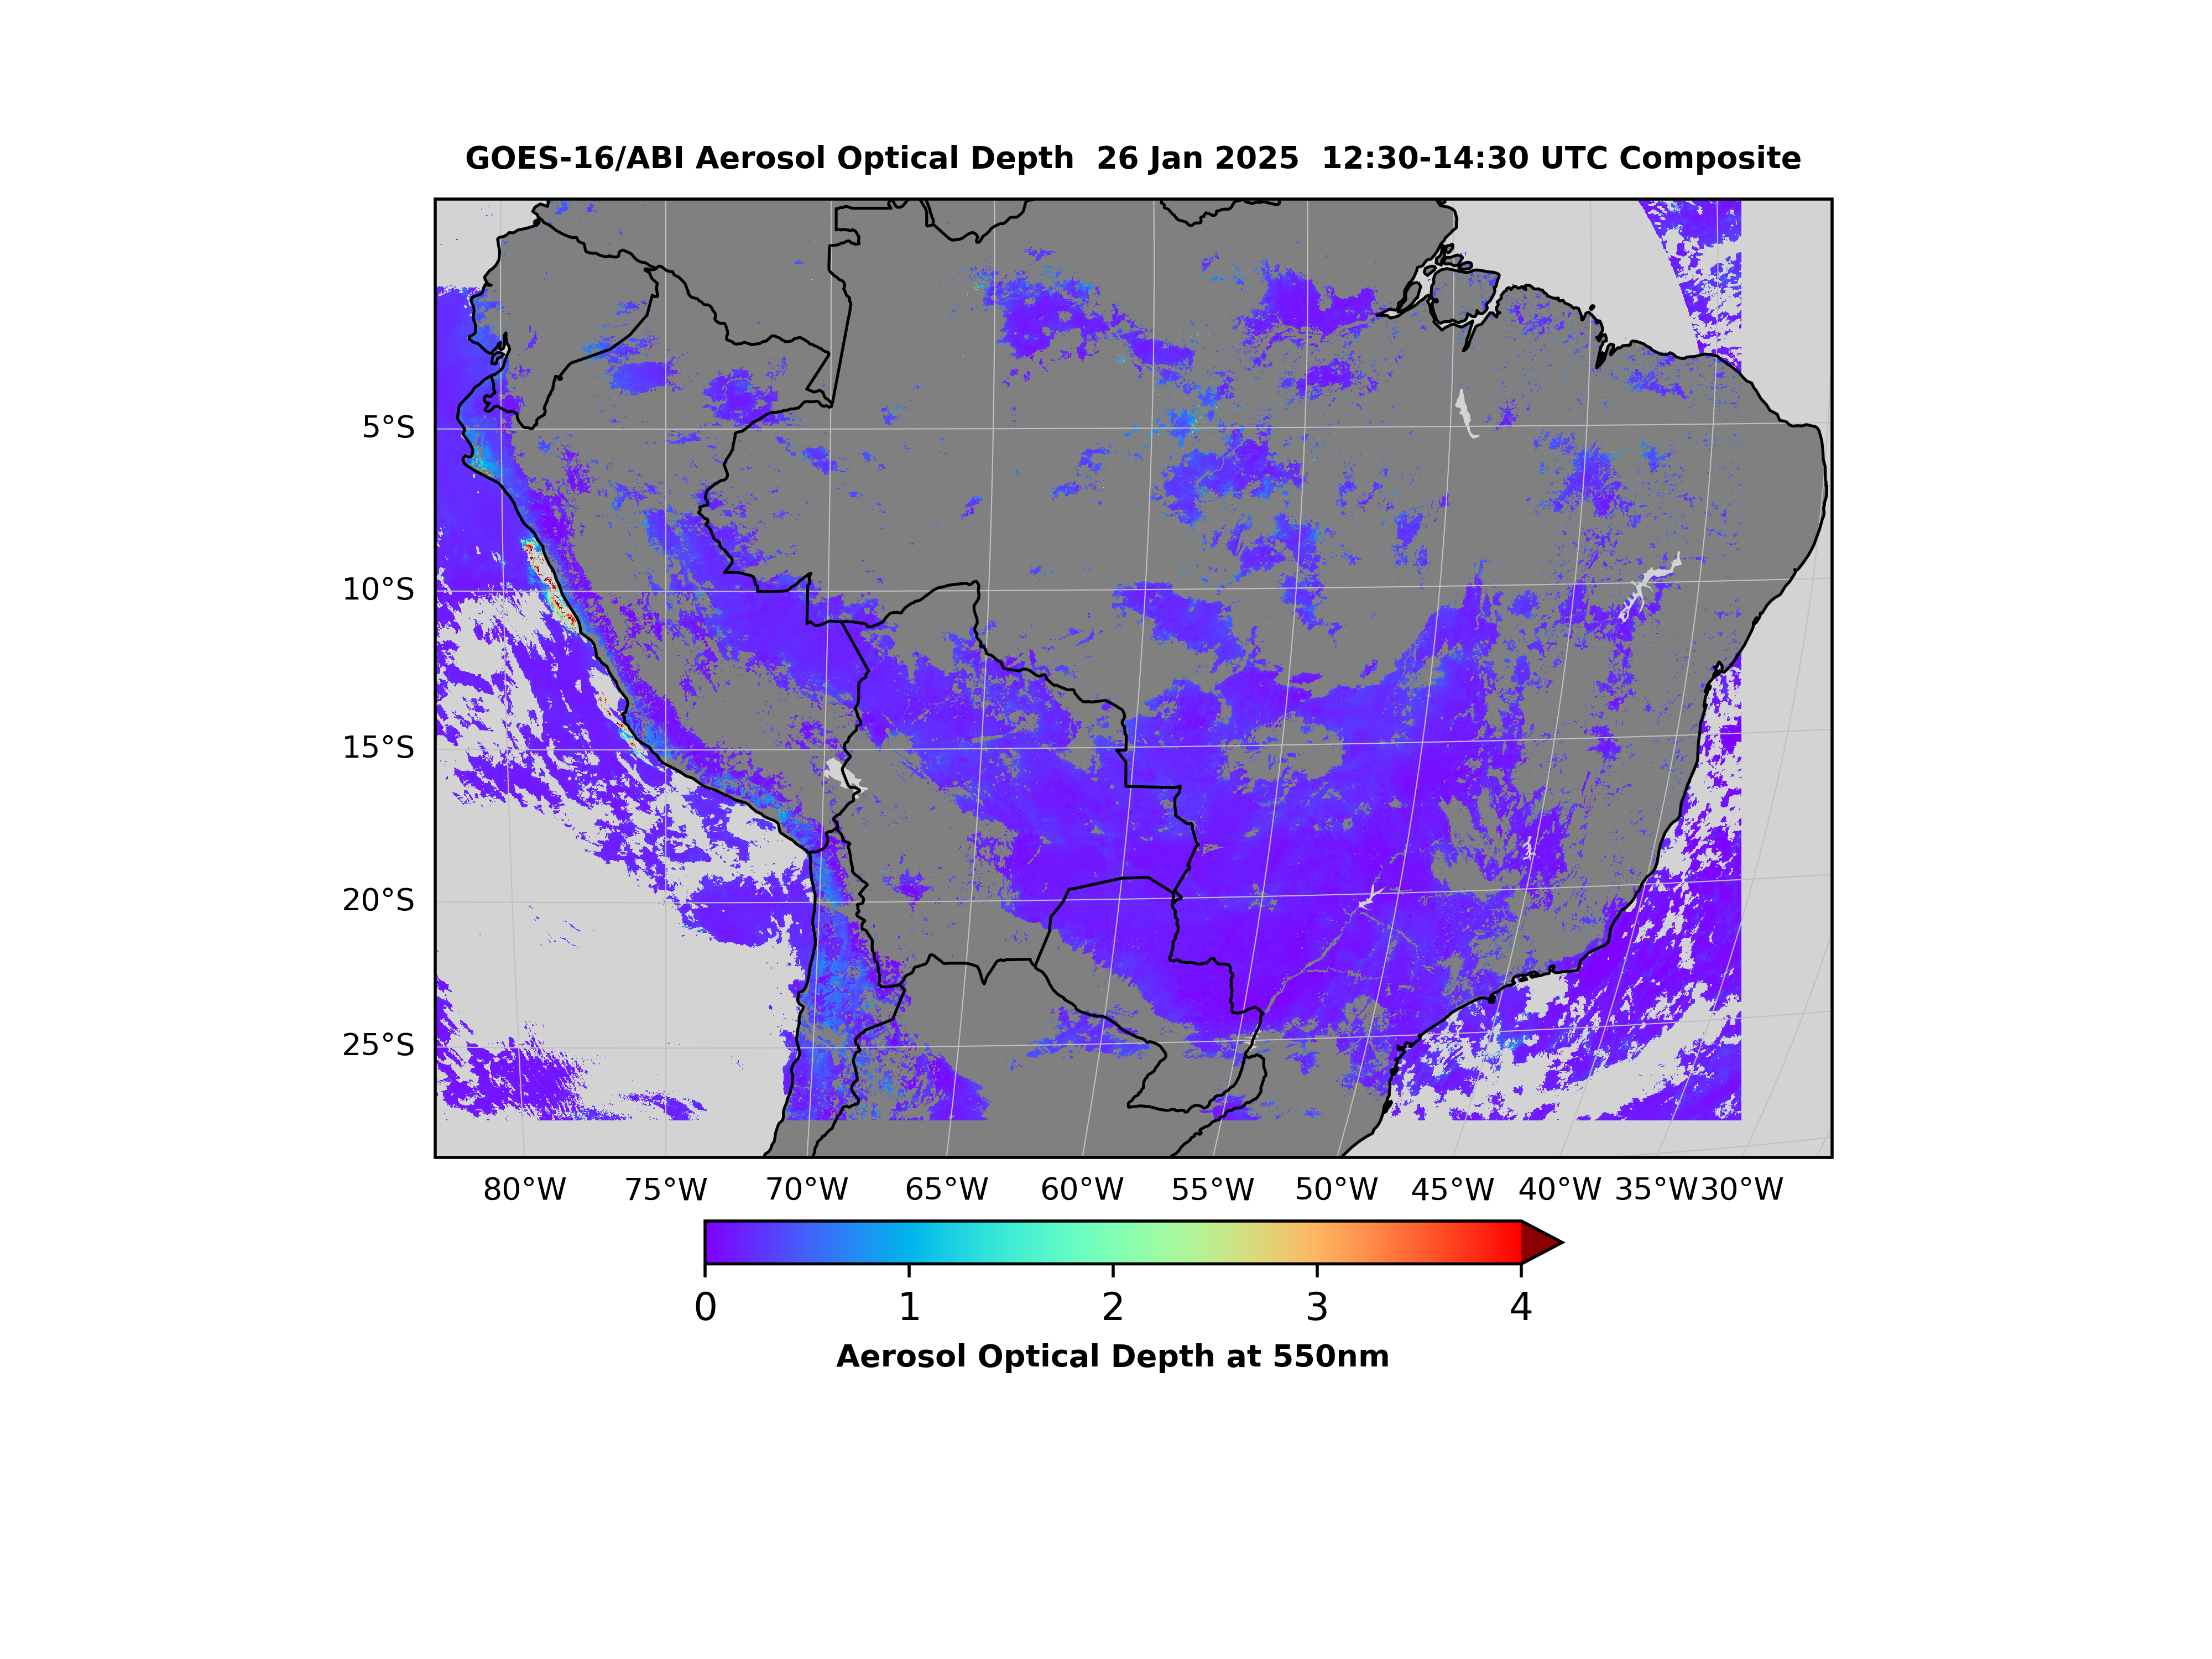 GOES-16/ABI Aerosol Optical Depth  26 Jan 2025  12:30-14:30 UTC Composite
5°S
10°S
15°S
20°S
25°S
80°W 75°W 70°W 65°W 60°W 55°W 50°W 45°W 40°W 35°W 30°W
0 1 2 3 4
Aerosol Optical Depth at 550nm